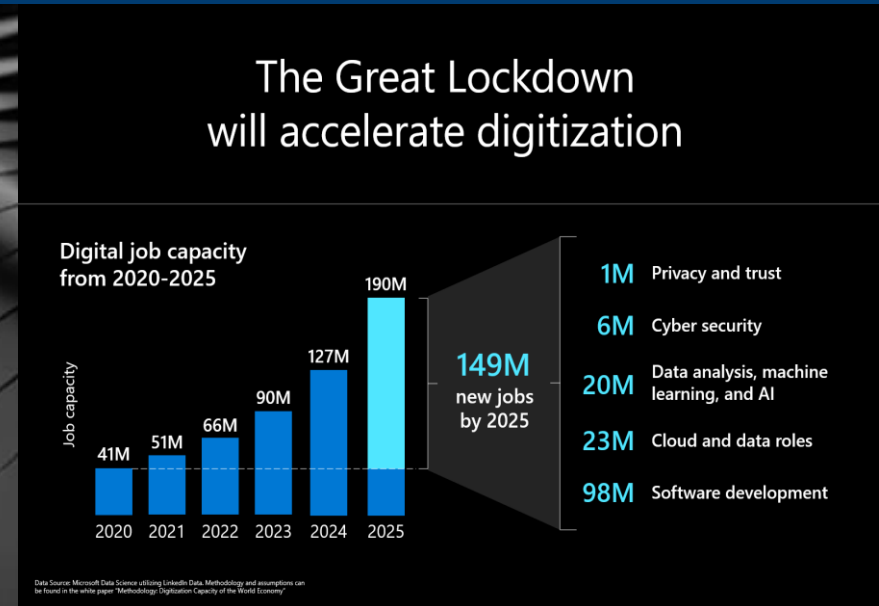 The Great Lockdown
will accelerate digitization
Digital job capacity
from 2020-2025
Job capacity
41M
51M
66M
90M
127M
190M
2020
2021
2022
2023
2024
2025
149M
new jobs
by 2025
1M Privacy and trust
6M Cyber security
20M Data analysis, machine
learning, and AI
23M Cloud and data roles
98M Software development
Data Source: Microsoft Data Science utilizing LinkedIn Data. Methodology and assumptions can
be found in the white paper "Methodology: Digitization Capacity of the World Economy"